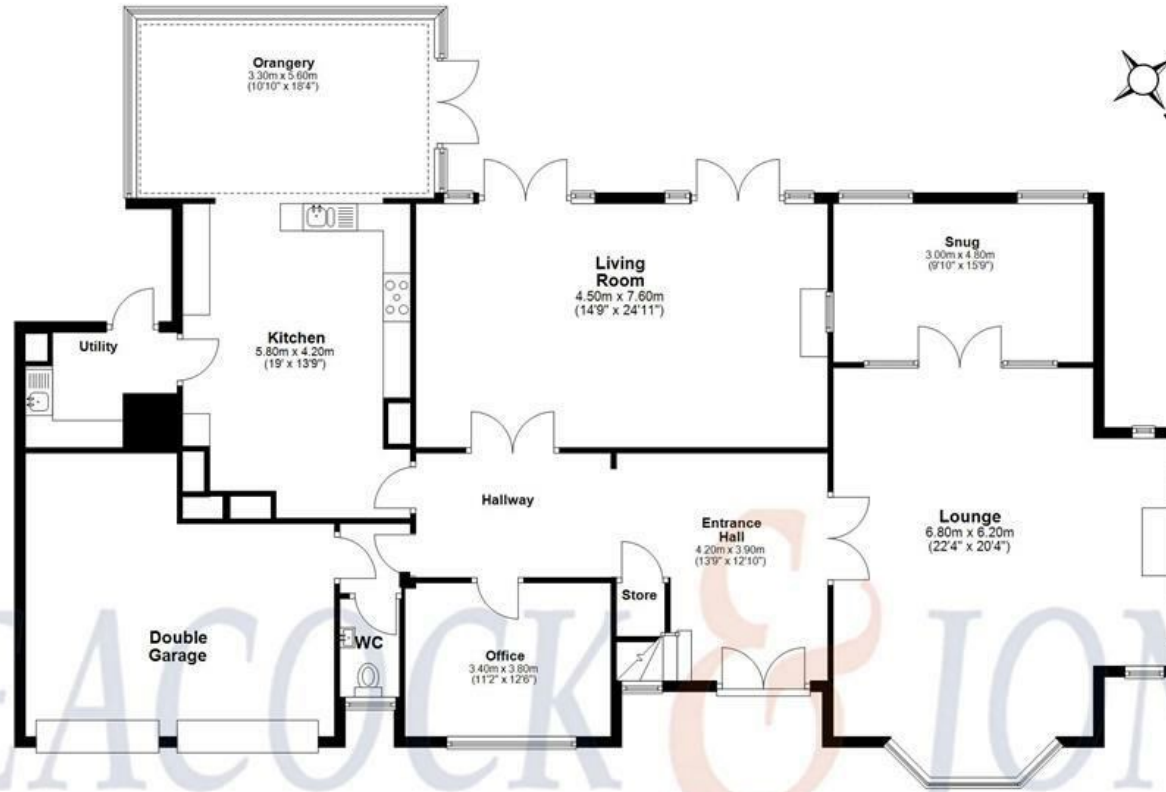 Orangery
3.30m x 5.60m
(10'10" x 18'4")
Living
Room
4.50m x 7.60m
(14'9" x 24'11")
Snug
3.00m x 4.80m
(9'10" x 15'9")
Utility
Kitchen
5.80m x 4.20m
(19' x 13'9")
Hallway
Entrance
Hall
4.20m x 3.90m
(13'9" x 12'10")
Lounge
6.80m x 6.20m
(22'4" x 20'4")
Store
Double
Garage
WC
Office
3.40m x 3.80m
(11'2" x 12'6")
EACOCK & JON